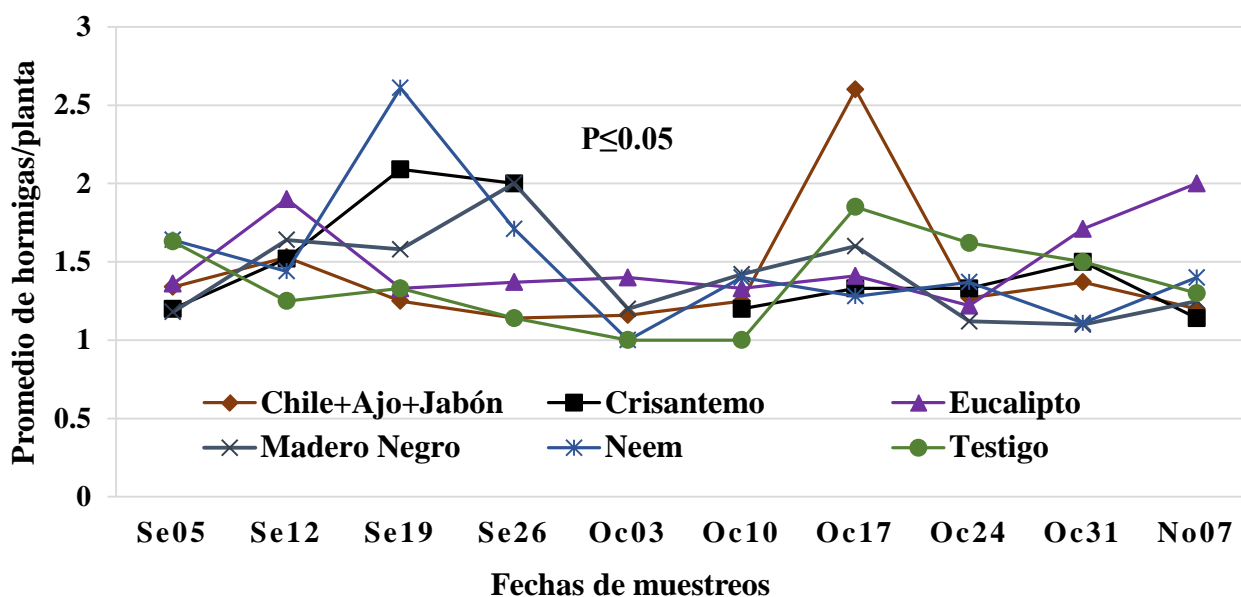 Promedio de hormigas/planta
3
2.5
2
1.5
1
0.5
0
P≤0.05
Chile+Ajo+Jabón Crisantemo Eucalipto
Madero Negro Neem Testigo
Se05 Se12 Se19 Se26 Oc03 Oc10 Oc17 Oc24 Oc31 No07
Fechas de muestreos